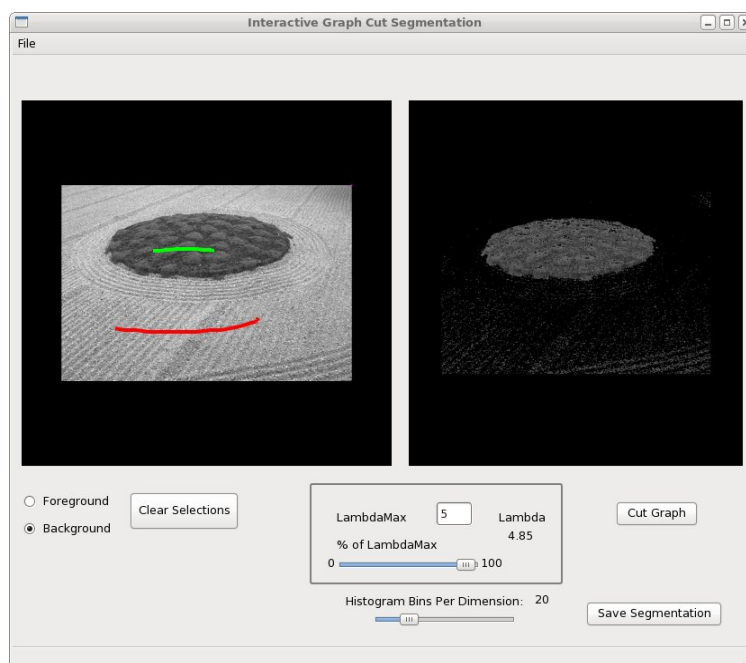 Interactive Graph Cut Segmentation
File
Foreground
Background
Clear Selections
LambdaMax
5
Lambda
4.85
% of LambdaMax
0
100
Cut Graph
Histogram Bins Per Dimension:
20
Save Segmentation